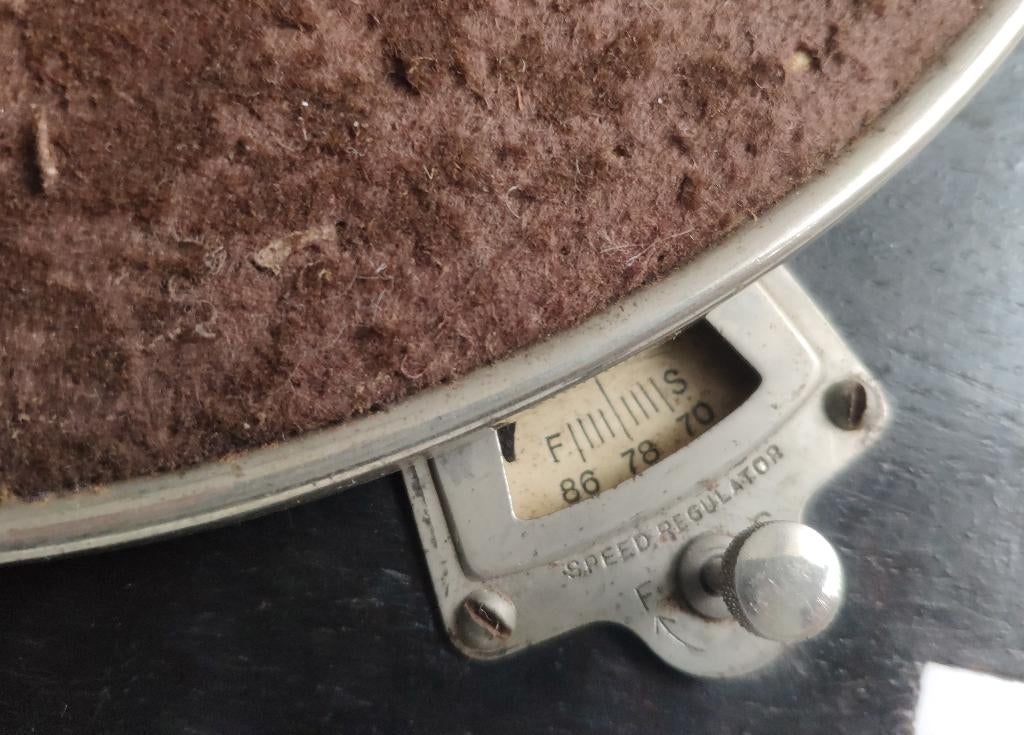 F S
86 78 70
SPEED REGULATOR
F S